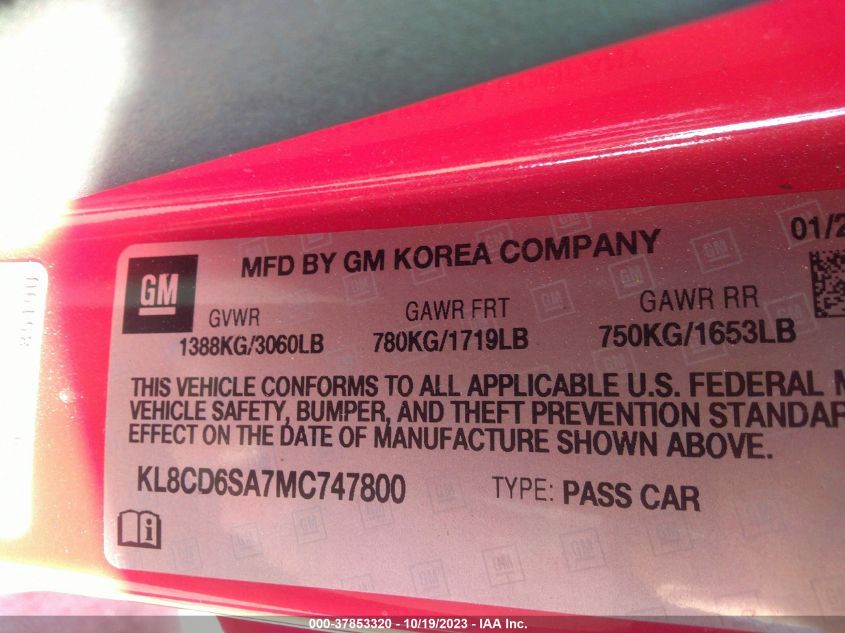 MFD BY GM KOREA COMPANY
01/2
GM
GVWR
GAWR FRT
GAWR RR
1388KG/3060LB
780KG/1719LB
750KG/1653LB
THIS VEHICLE CONFORMS TO ALL APPLICABLE U.S. FEDERAL M
VEHICLE SAFETY, BUMPER, AND THEFT PREVENTION STANDAR
EFFECT ON THE DATE OF MANUFACTURE SHOWN ABOVE.
KL8CD6SA7MC747800
TYPE: PASS CAR
000-37853320 - 10/19/2023 - IAA Inc.